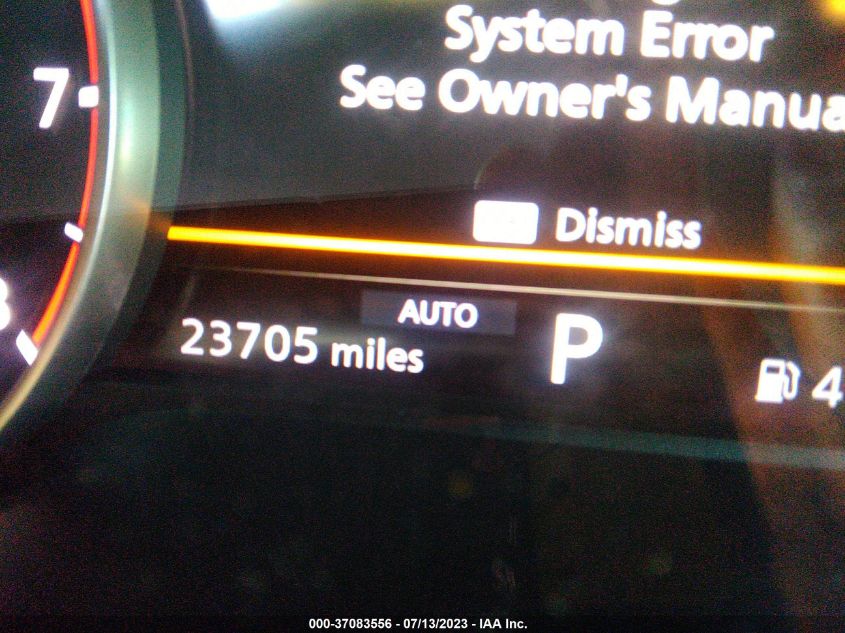 System Error
See Owner's Manua
Dismiss
7
AUTO
23705 miles
P
4
000-37083556 - 07/13/2023 - IAA Inc.